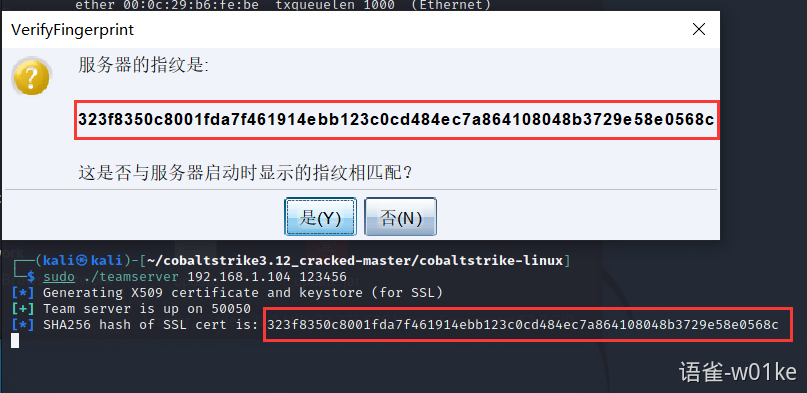 ether 00:0c:29:b6:fe:be  txqueuelen 1000  (Ethernet)
VerifyFingerprint
服务器的指纹是:
323f8350c8001fda7f461914ebb123c0cd484ec7a864108048b3729e58e0568c
这是否与服务器启动时显示的指纹相匹配？
是(Y) 否(N)
┌──(kali㉿kali)-[~/cobaltstrike3.12_cracked-master/cobaltstrike-linux]
└─$ sudo ./teamserver 192.168.1.104 123456
[*] Generating X509 certificate and keystore (for SSL)
[+] Team server is up on 50050
[*] SHA256 hash of SSL cert is: 323f8350c8001fda7f461914ebb123c0cd484ec7a864108048b3729e58e0568c
语雀-w01ke